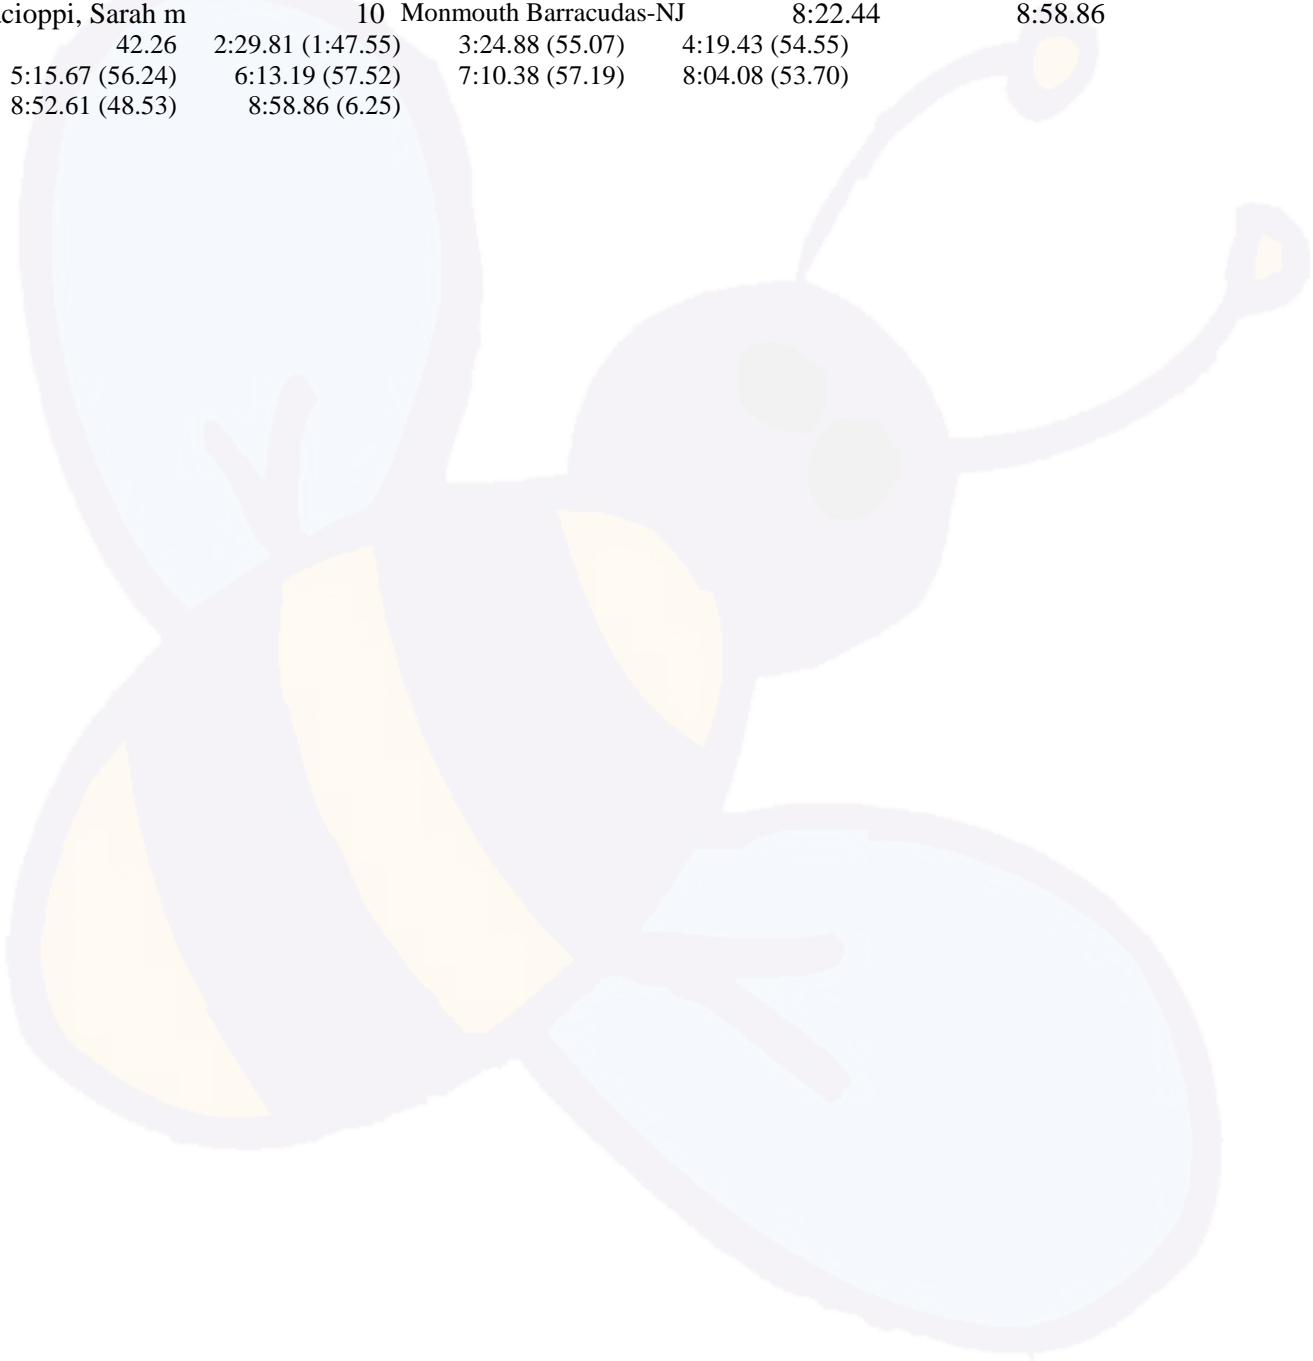 cioppi, Sarah m 10 Monmouth Barracudas-NJ 8:22.44 8:58.86
42.26 2:29.81 (1:47.55) 3:24.88 (55.07) 4:19.43 (54.55)
5:15.67 (56.24) 6:13.19 (57.52) 7:10.38 (57.19) 8:04.08 (53.70)
8:52.61 (48.53) 8:58.86 (6.25)